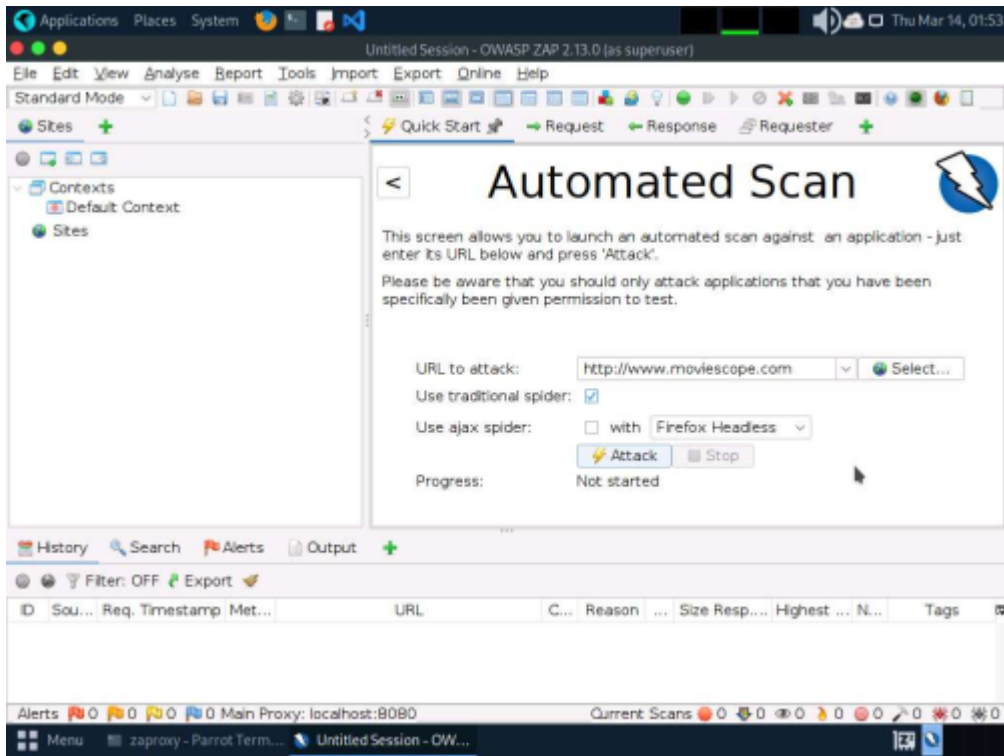 Applications Places System Thu Mar 14, 01:53
Untitled Session - OWASP ZAP 2.13.0 (as superuser)
File Edit View Analyse Report Tools Import Export Online Help
Standard Mode
Sites Quick Start Request Response Requester
< Automated Scan
Contexts
Default Context
Sites
This screen allows you to launch an automated scan against an application - just
enter its URL below and press 'Attack'.
Please be aware that you should only attack applications that you have been
specifically been given permission to test.
URL to attack: http://www.moviescope.com Select...
Use traditional spider:
Use ajax spider: with Firefox Headless
Attack Stop
Progress: Not started
History Search Alerts Output
Filter: OFF Export
ID Sou... Req. Timestamp Met... URL C... Reason ... Size Resp.... Highest ... N... Tags
Alerts 0 0 0 0 Main Proxy: localhost:8080 Current Scans 0 0 0 0 0 0 0 0
Menu zaproxy - Parrot Term... Untitled Session - OW...